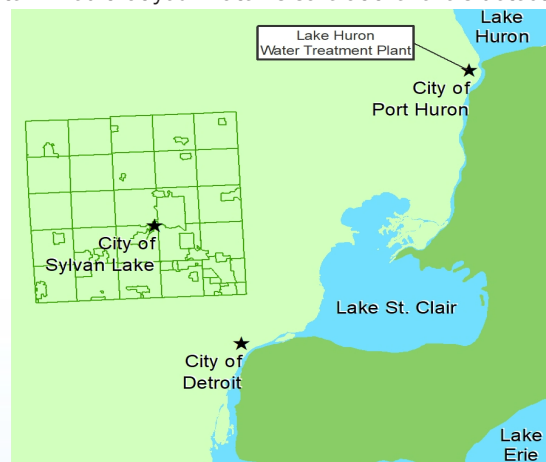 Lake
Huron
Lake Huron
Water Treatment Plant
City of
Port Huron
City of
Sylvan Lake
Lake St. Clair
City of
Detroit
Lake
Erie